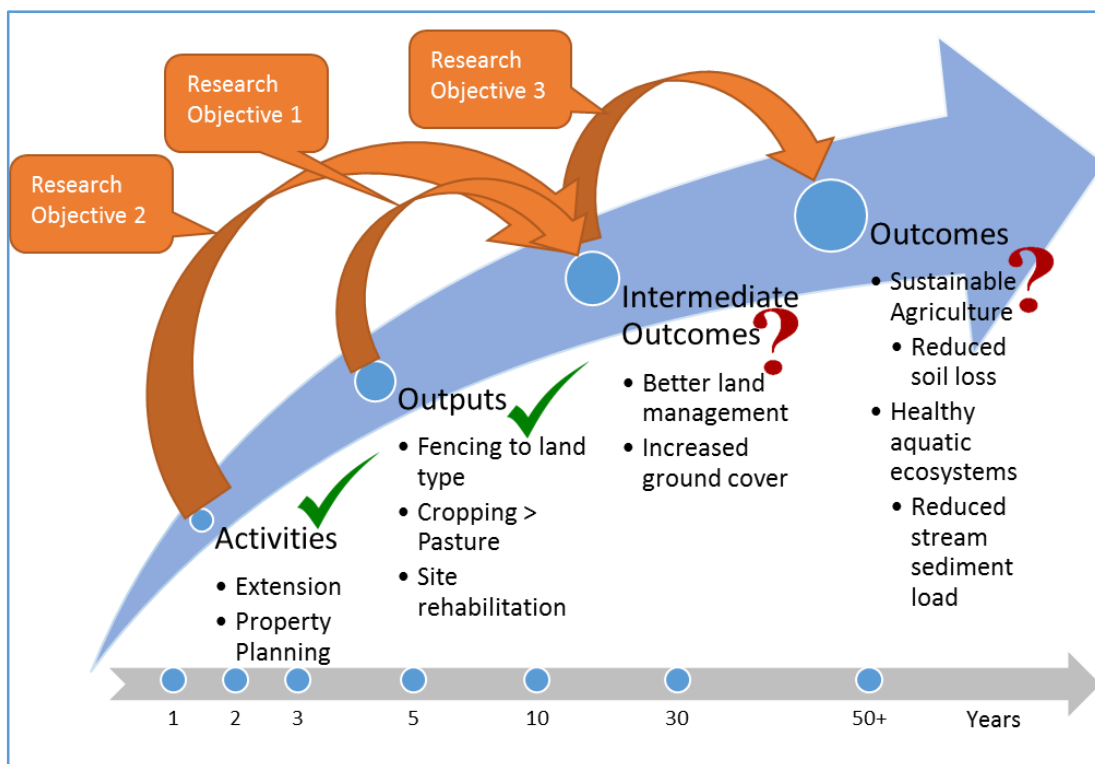 Research
Objective 3
Research
Objective 1
Research
Objective 2
Outcomes
• Sustainable
Agriculture
• Reduced
soil loss
• Healthy
aquatic
ecosystems
• Reduced
stream
sediment
load
?
Intermediate
Outcomes
?
• Better land
management
• Increased
ground cover
Outputs
• Fencing to land
type
• Cropping >
Pasture
• Site
rehabilitation
Activities
• Extension
• Property
Planning
1 2 3 5 10 30 50+ Years